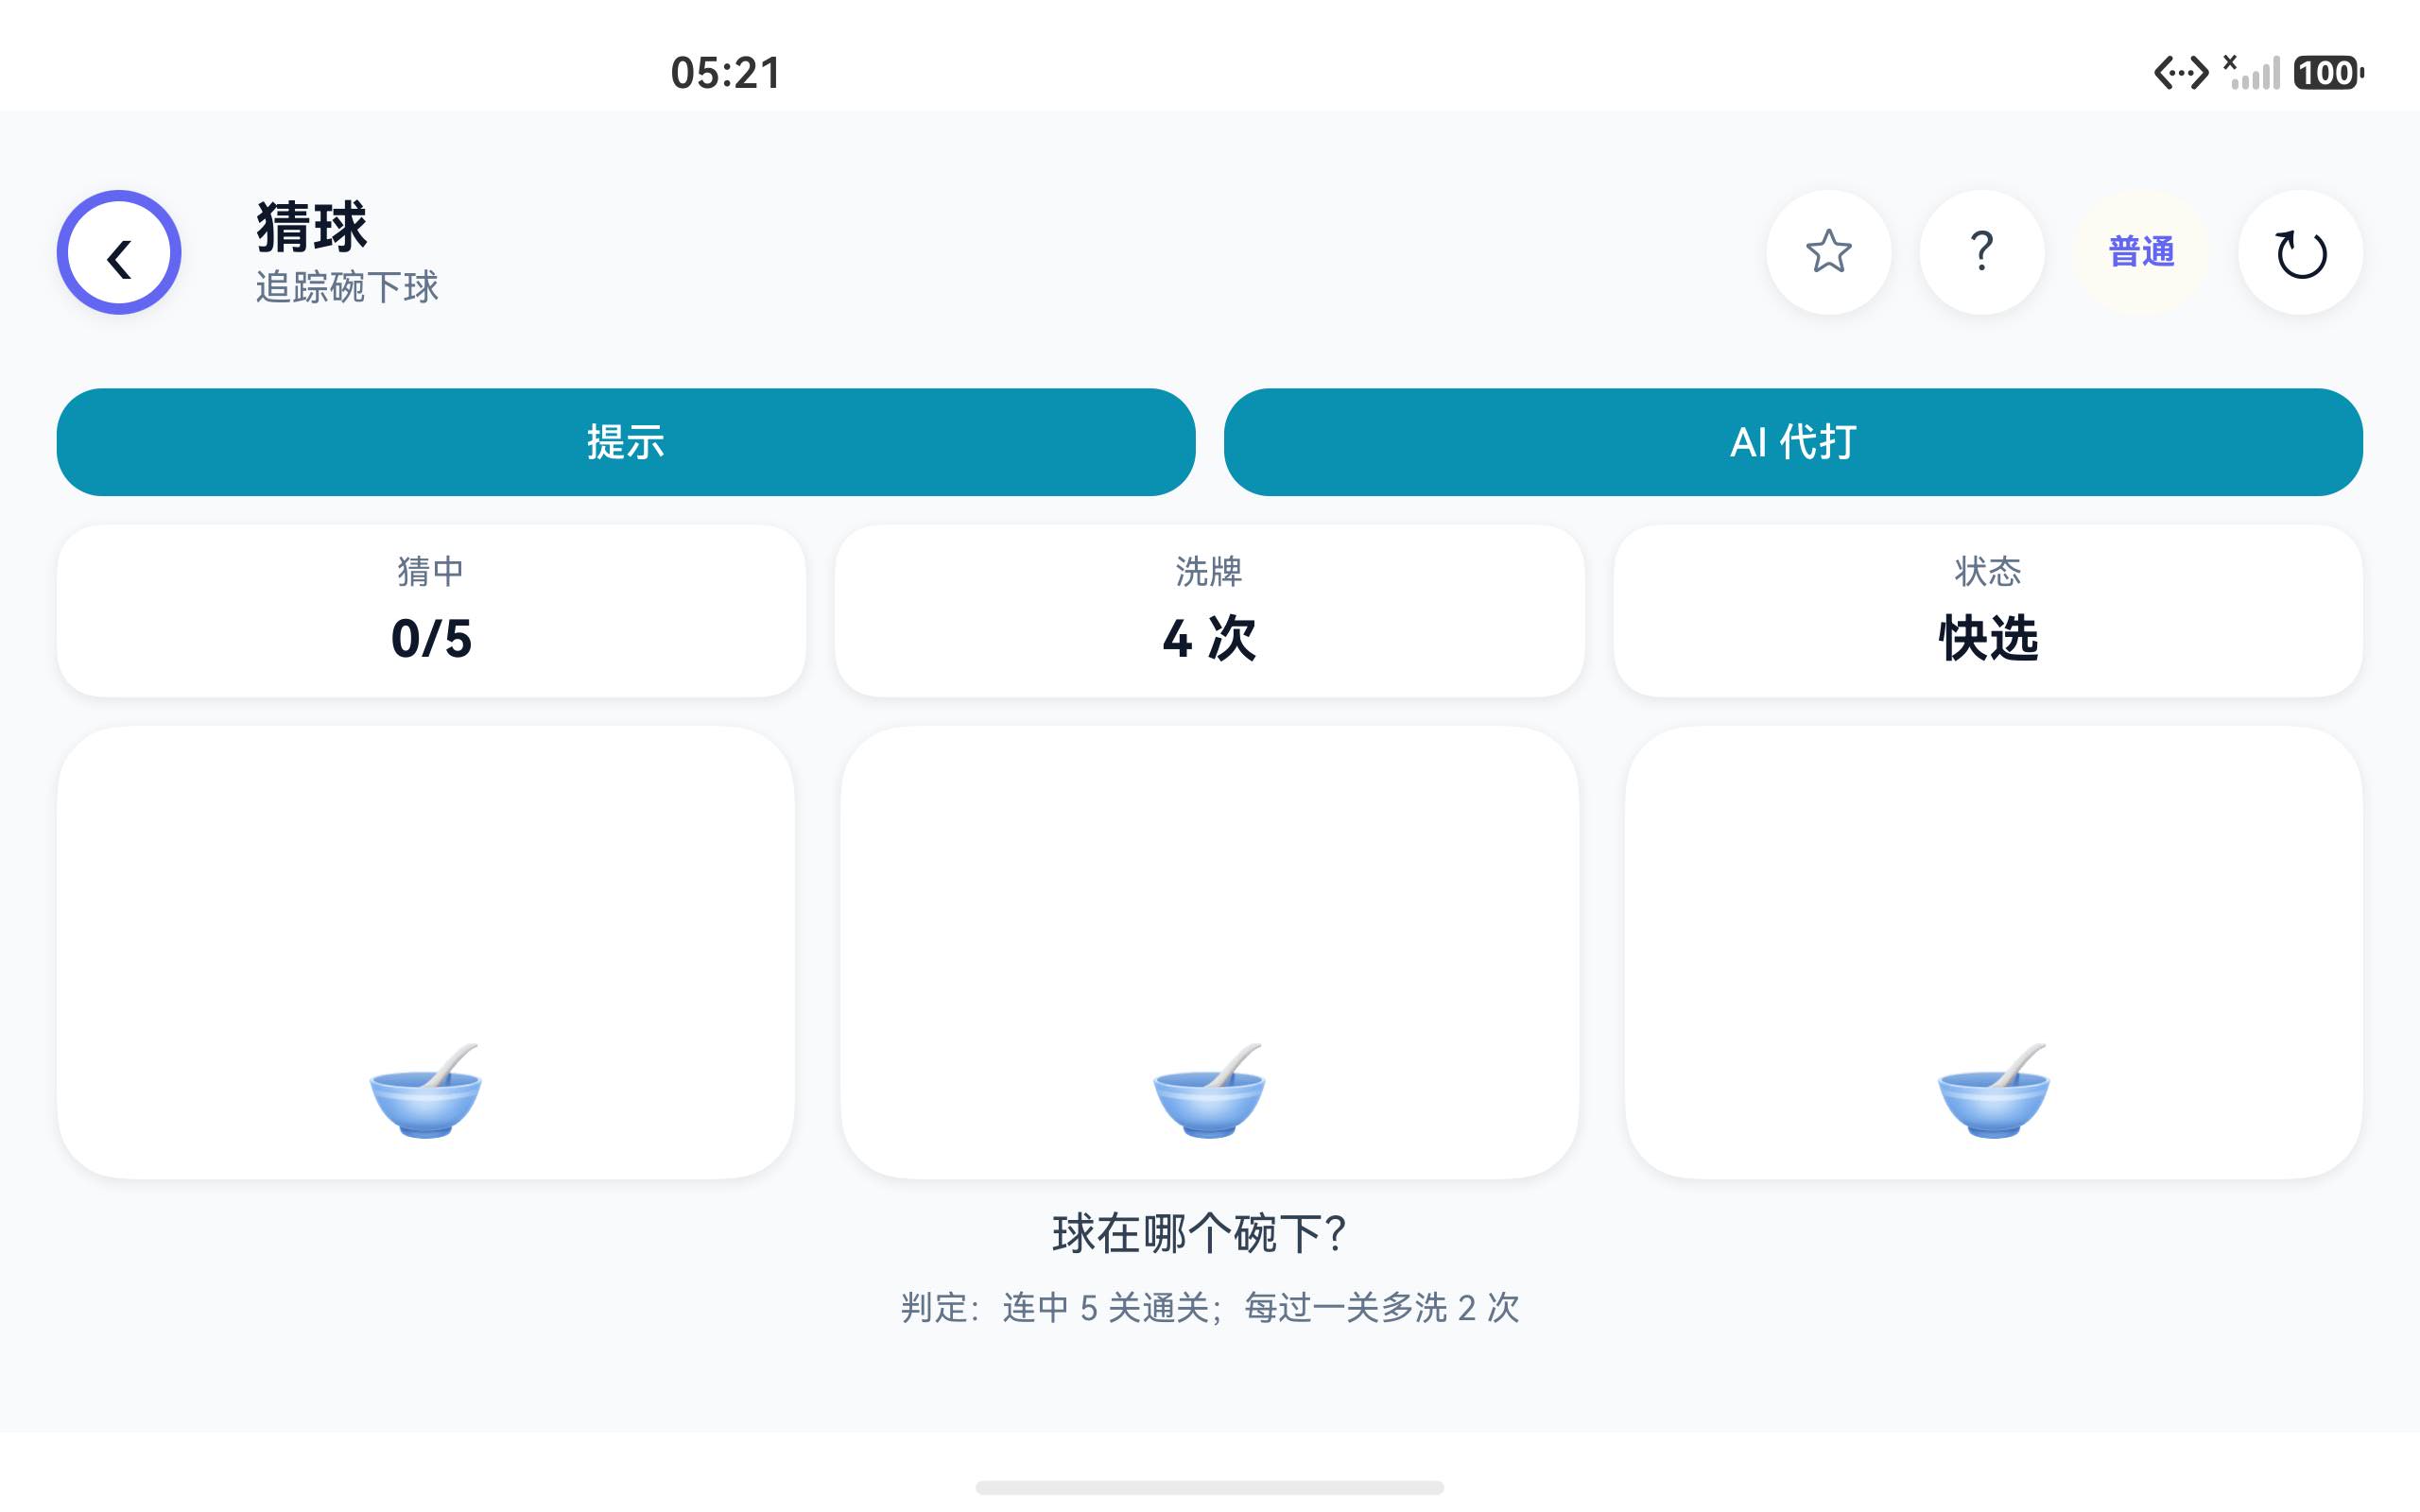 05:21
100
猜球
追踪碗下球
?
普通
提示
AI 代打
猜中
0/5
洗牌
4 次
状态
快选
球在哪个碗下?
判定：连中 5 关通关；每过一关多洗 2 次